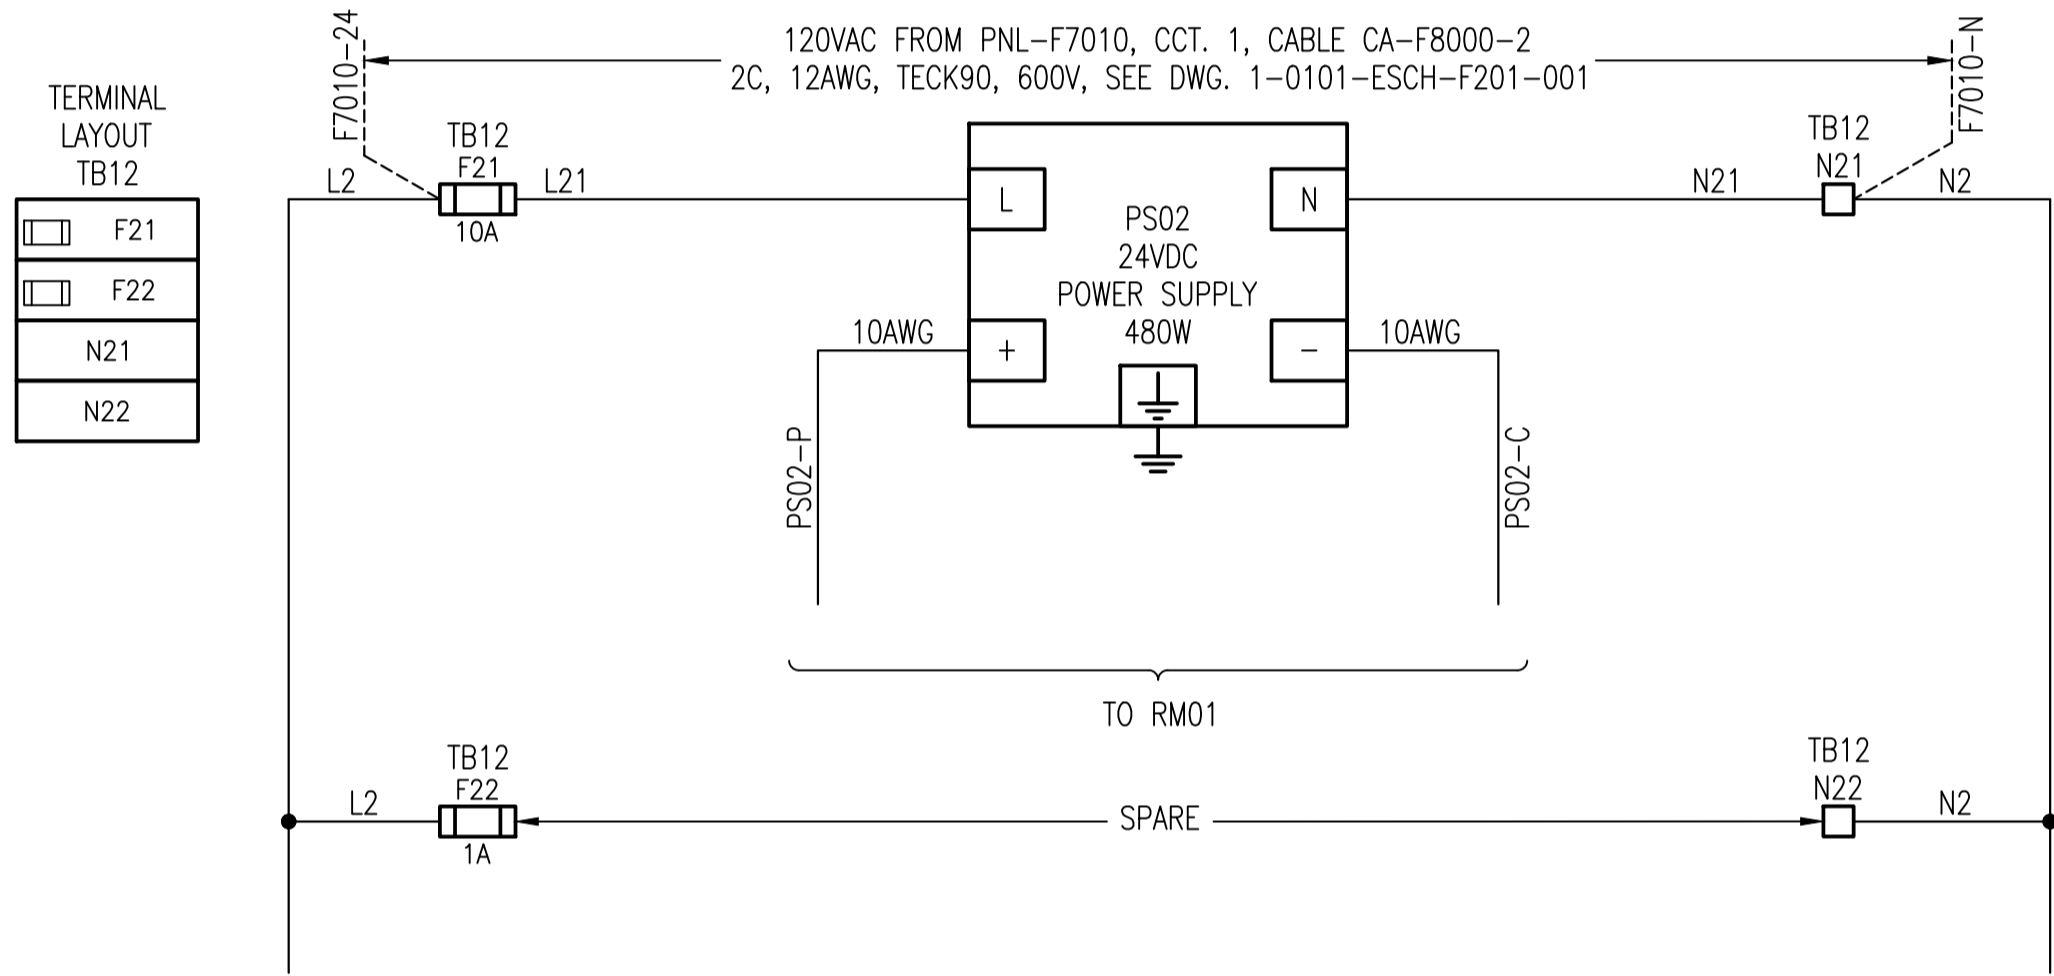 120VAC FROM PNL-F7010, CCT. 1, CABLE CA-F8000-2
2C, 12AWG, TECK90, 600V, SEE DWG. 1-0101-ESCH-F201-001
F7010-24
F7010-N
TERMINAL
LAYOUT
TB12
F21
F22
N21
N22
L2
TB12
F21
10A
L21
L
N
PS02
24VDC
POWER SUPPLY
480W
+
-
10AWG
10AWG
PS02-P
PS02-C
N21
TB12
N21
N2
TO RM01
L2
TB12
F22
1A
SPARE
TB12
N22
N2